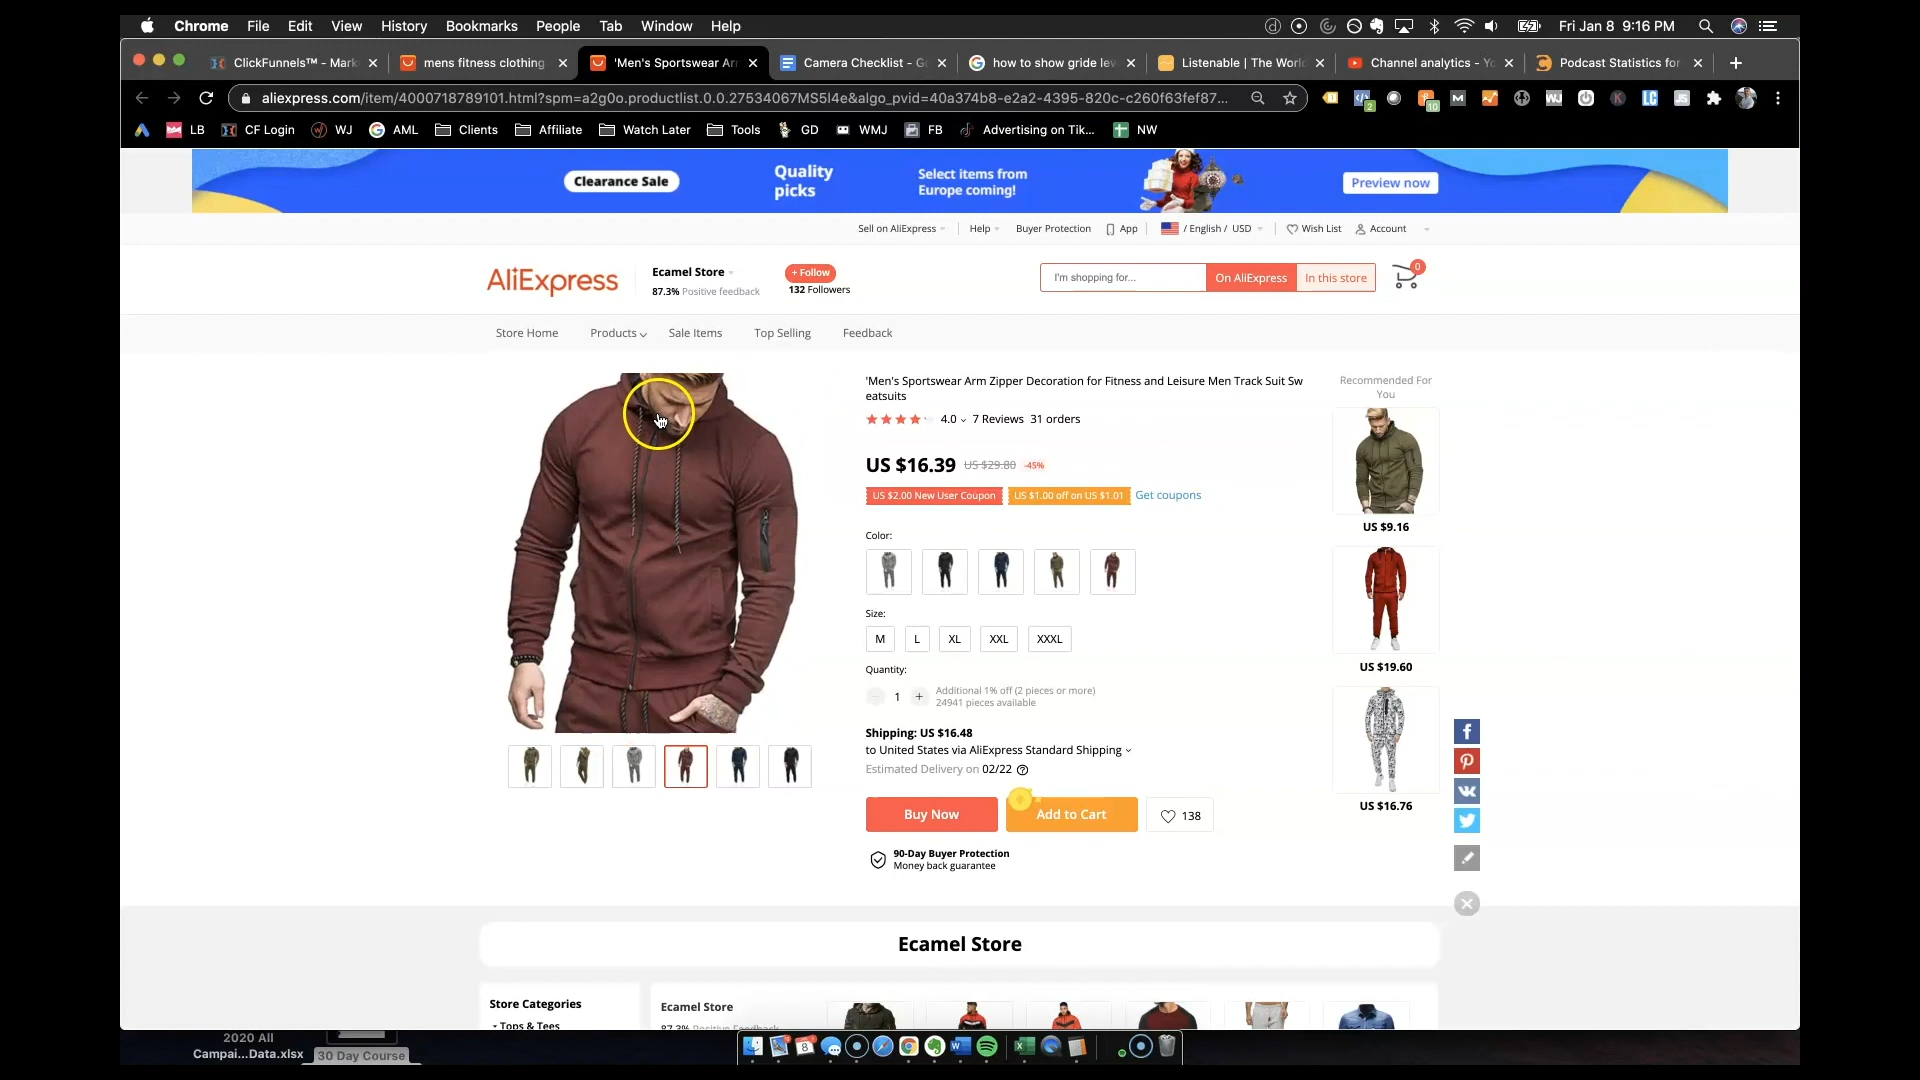 Chrome File Edit View History Bookmarks People Tab Window Help
Fri Jan 8 9:16 PM
ClickFunnels™ - Mark
mens fitness clothing
'Men's Sportswear Ar
Camera Checklist - G
how to show gride lev
Listenable | The World
Channel analytics - Yo
Podcast Statistics for
aliexpress.com/item/4000718789101.html?spm=a2g0o.productlist.0.0.27534067MS5l4e&algo_pvid=40a374b8-e2a2-4395-820c-c260f63fef87...
LB CF Login WJ AML Clients Affiliate Watch Later Tools GD WMJ FB Advertising on Tik... NW
Clearance Sale
Quality
picks
Select items from
Europe coming!
Preview now
Sell on AliExpress Help Buyer Protection App / English / USD Wish List Account
AliExpress
Ecamel Store
87.3% Positive feedback
+ Follow
132 Followers
I'm shopping for...
On AliExpress
In this store
0
Store Home Products Sale Items Top Selling Feedback
'Men's Sportswear Arm Zipper Decoration for Fitness and Leisure Men Track Suit Sw
eatsuits
4.0 7 Reviews 31 orders
US $16.39 US $29.80 -45%
US $2.00 New User Coupon US $1.00 off on US $1.01 Get coupons
Color:
Size:
M L XL XXL XXXL
Quantity:
1
Additional 1% off (2 pieces or more)
24941 pieces available
Shipping: US $16.48
to United States via AliExpress Standard Shipping
Estimated Delivery on 02/22
Buy Now
Add to Cart
138
90-Day Buyer Protection
Money back guarantee
Recommended For
You
US $9.16
US $19.60
US $16.76
Ecamel Store
Store Categories
Tops & Tees
Ecamel Store
87.3% Positive Feedback
2020 All
Campai...Data.xlsx
30 Day Course